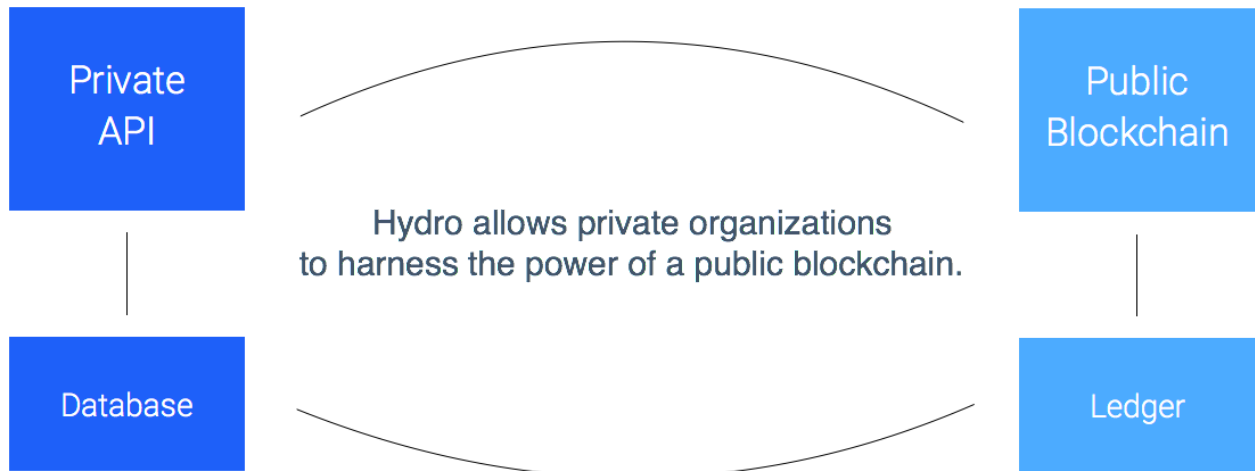 Private
API
Public
Blockchain
Hydro allows private organizations
to harness the power of a public blockchain.
Database
Ledger